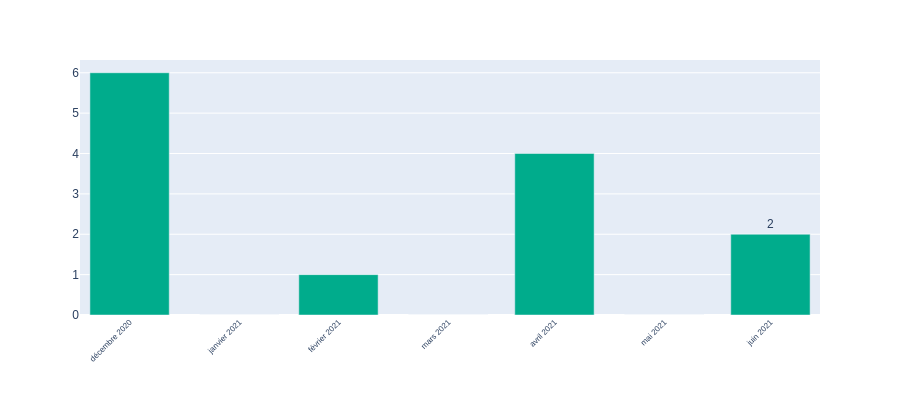 6
5
4
3
2
1
0
2
décembre 2020
janvier 2021
février 2021
mars 2021
avril 2021
mai 2021
juin 2021